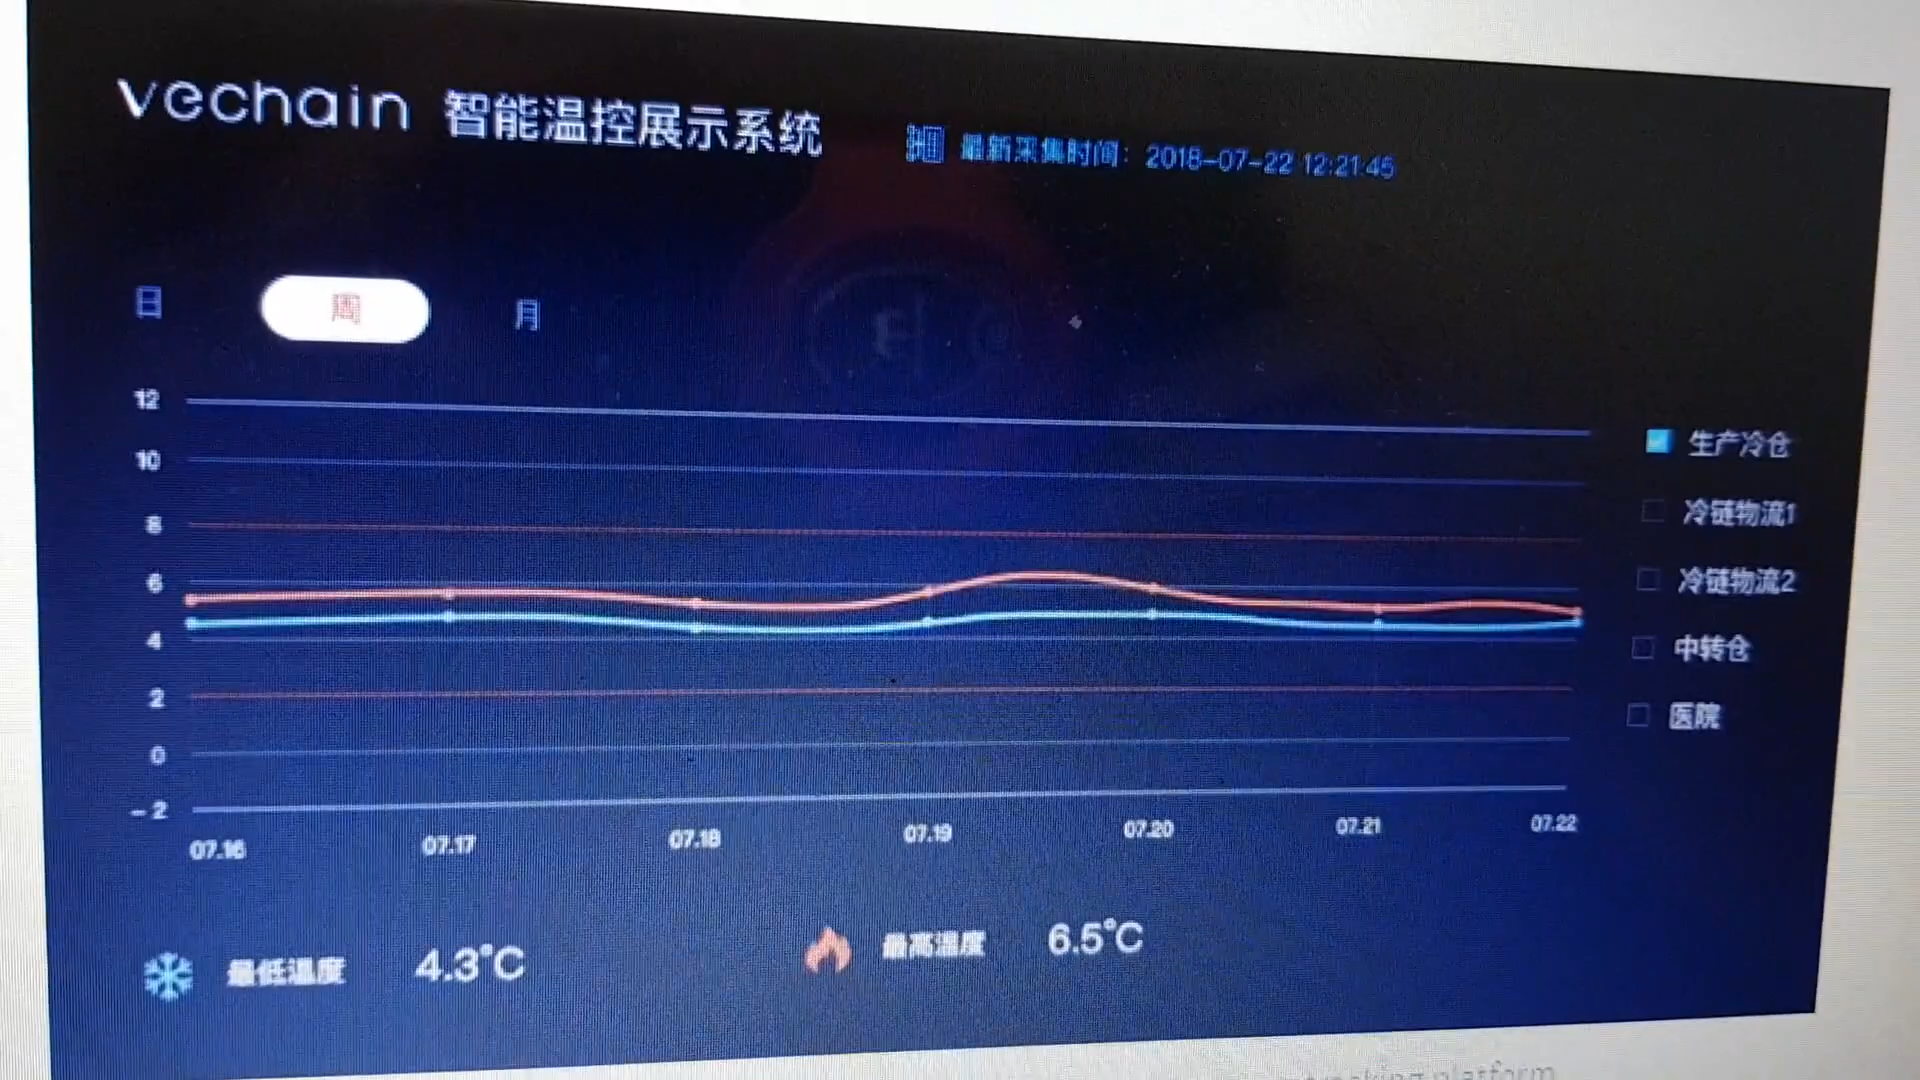 vechain 智能温控展示系统
最新采集时间：2018-07-22 12:21:45
日
周
月
12
10
8
6
4
2
0
-2
07.16
07.17
07.18
07.19
07.20
07.21
07.22
生产冷仓
冷链物流1
冷链物流2
中转仓
医院
最低温度 4.3°C
最高温度 6.5°C
platform